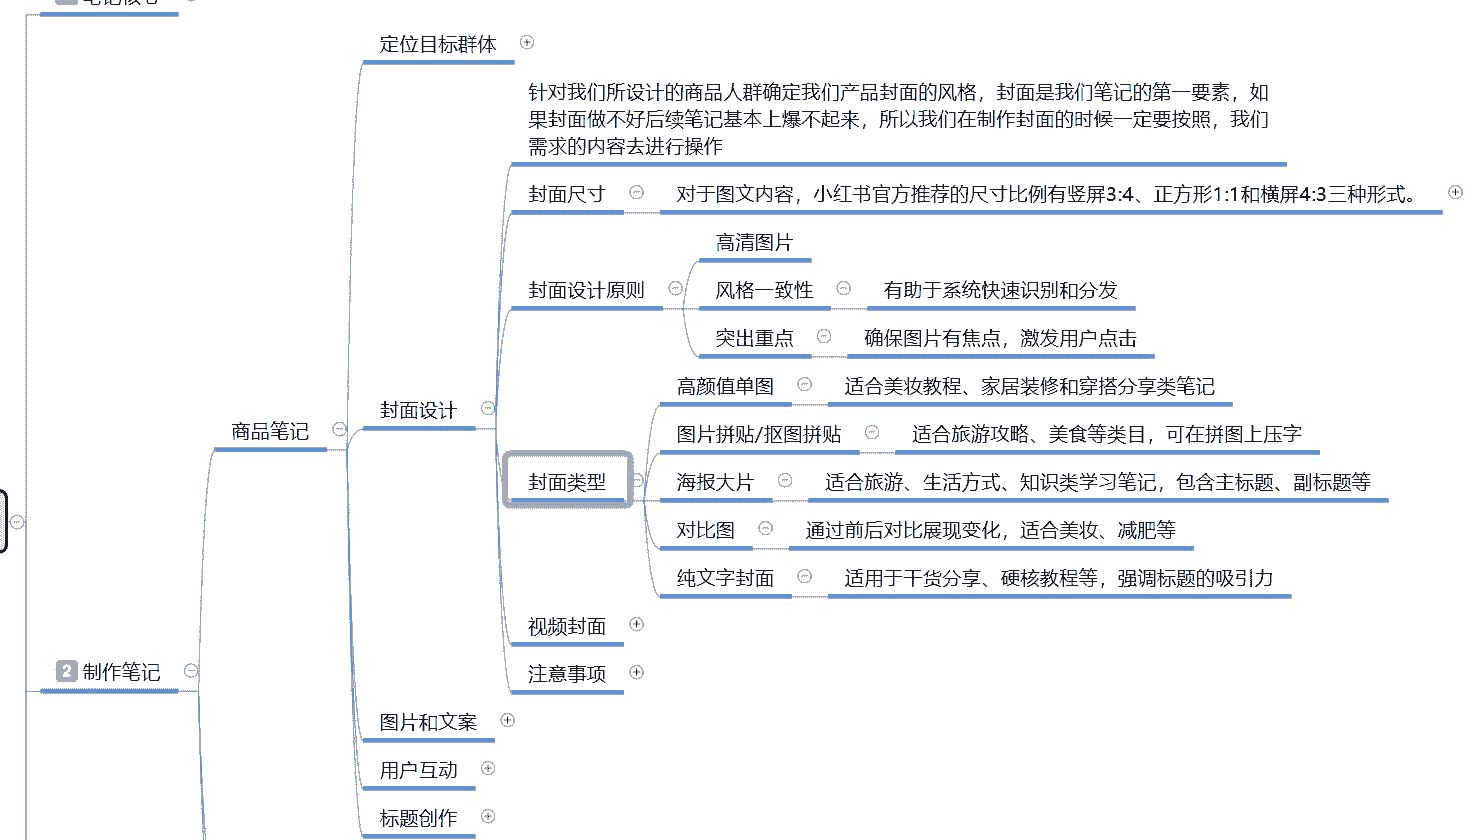 定位目标群体
针对我们所设计的商品人群确定我们产品封面的风格，封面是我们笔记的第一要素，如
果封面做不好后续笔记基本上爆不起来，所以我们在制作封面的时候一定要按照，我们
需求的内容去进行操作
封面尺寸 对于图文内容，小红书官方推荐的尺寸比例有竖屏3:4、正方形1:1和横屏4:3三种形式。
高清图片
封面设计原则 风格一致性 有助于系统快速识别和分发
突出重点 确保图片有焦点，激发用户点击
高颜值单图 适合美妆教程、家居装修和穿搭分享类笔记
封面设计
商品笔记
图片拼贴/抠图拼贴 适合旅游攻略、美食等类目，可在拼图上压字
封面类型 海报大片 适合旅游、生活方式、知识类学习笔记，包含主标题、副标题等
对比图 通过前后对比展现变化，适合美妆、减肥等
纯文字封面 适用于干货分享、硬核教程等，强调标题的吸引力
视频封面
2 制作笔记
注意事项
图片和文案
用户互动
标题创作